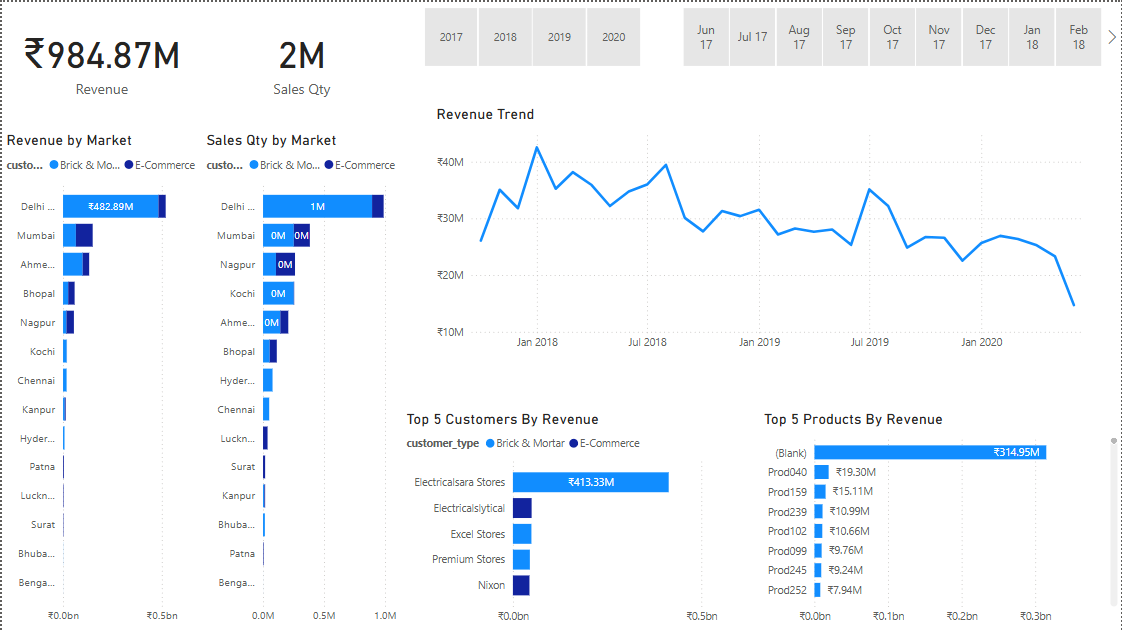 ₹984.87M
Revenue
2M
Sales Qty
2017 2018 2019 2020
Jun 17 Jul 17 Aug 17 Sep 17 Oct 17 Nov 17 Dec 17 Jan 18 Feb 18
Revenue by Market
custo... Brick & Mo... E-Commerce
Delhi ... ₹482.89M
Mumbai
Ahme...
Bhopal
Nagpur
Kochi
Chennai
Kanpur
Hyder...
Patna
Luckn...
Surat
Bhuba...
Benga...
₹0.0bn ₹0.5bn
Sales Qty by Market
custo... Brick & Mo... E-Commerce
Delhi ... 1M
Mumbai 0M 0M
Nagpur 0M
Kochi 0M
Ahme... 0M
Bhopal
Hyder...
Chennai
Luckn...
Surat
Kanpur
Bhuba...
Patna
Benga...
0.0M 0.5M 1.0M
Revenue Trend
₹40M
₹30M
₹20M
₹10M
Jan 2018 Jul 2018 Jan 2019 Jul 2019 Jan 2020
Top 5 Customers By Revenue
customer_type Brick & Mortar E-Commerce
Electricalsara Stores ₹413.33M
Electricalslytical
Excel Stores
Premium Stores
Nixon
₹0.0bn ₹0.5bn
Top 5 Products By Revenue
(Blank) ₹314.95M
Prod040 ₹19.30M
Prod159 ₹15.11M
Prod239 ₹10.99M
Prod102 ₹10.66M
Prod099 ₹9.76M
Prod245 ₹9.24M
Prod252 ₹7.94M
₹0.0bn ₹0.1bn ₹0.2bn ₹0.3bn